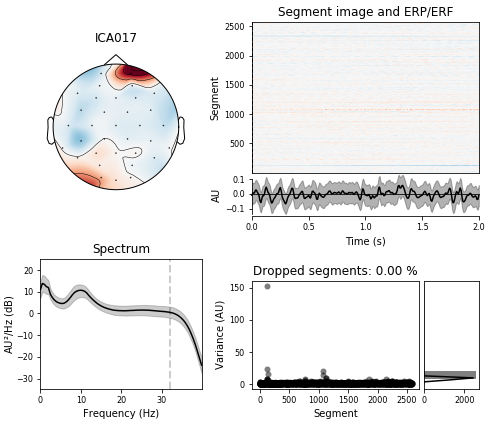 ICA017
Segment image and ERP/ERF
Segment
2500
2000
1500
1000
500
AU
0.1
0.0
−0.1
0.0 0.5 1.0 1.5 2.0
Time (s)
Spectrum
AU²/Hz (dB)
20
10
0
−10
−20
−30
0 10 20 30
Frequency (Hz)
Dropped segments: 0.00 %
Variance (AU)
150
100
50
0
0 500 1000 1500 2000 2500
Segment
0 2000